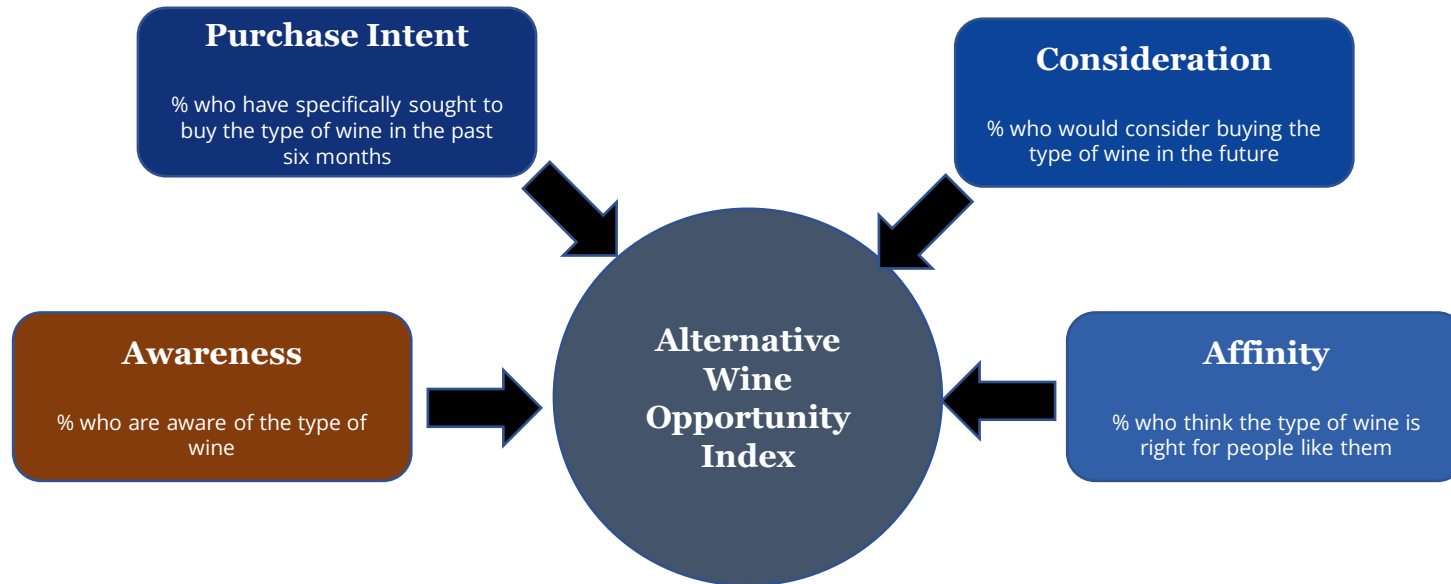 Purchase Intent
% who have specifically sought to
buy the type of wine in the past
six months
Consideration
% who would consider buying the
type of wine in the future
Awareness
% who are aware of the type of
wine
Alternative
Wine
Opportunity
Index
Affinity
% who think the type of wine is
right for people like them